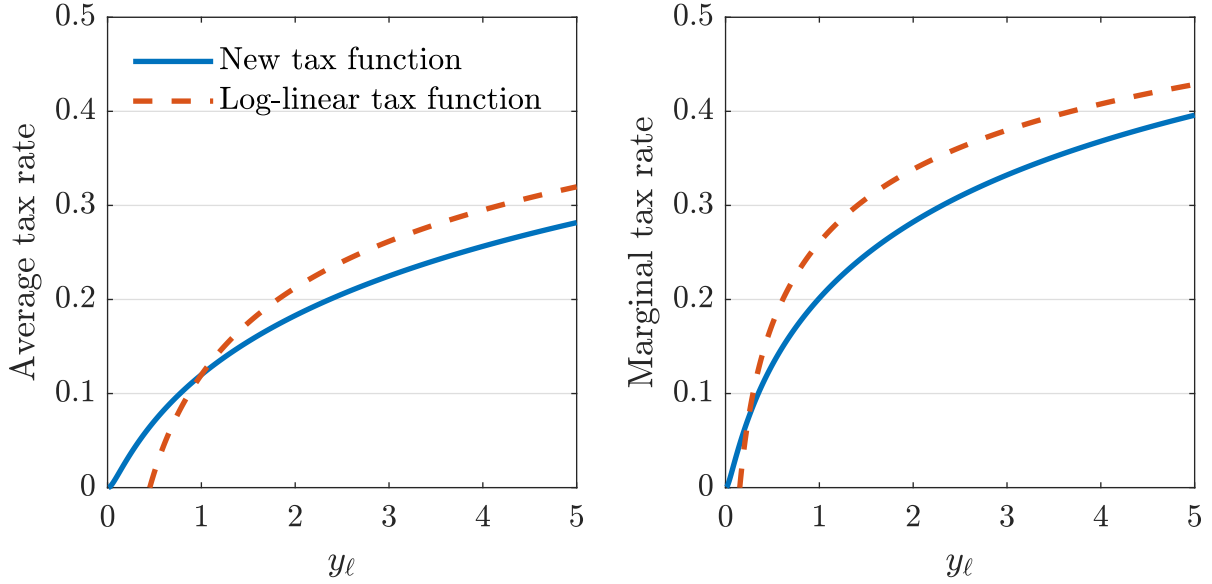 0.5
0.4
0.3
0.2
0.1
0
Average tax rate
New tax function
Log-linear tax function
0 1 2 3 4 5
yℓ
0.5
0.4
0.3
0.2
0.1
0
Marginal tax rate
0 1 2 3 4 5
yℓ